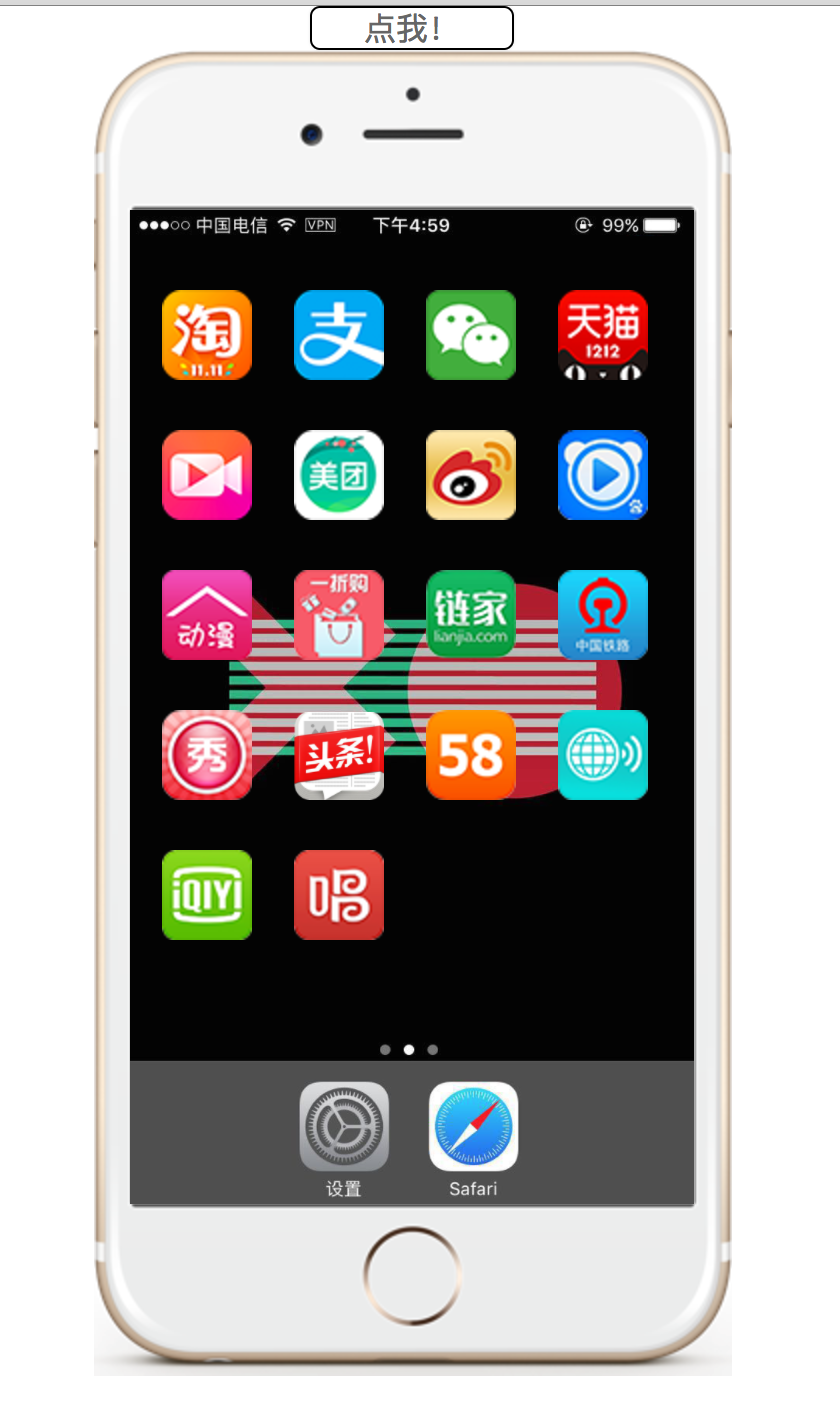 点我!
中国电信 VPN 下午4:59 99%
淘
11.11
支
天猫
1212
美团
动漫
一折购
链家
lianjia.com
中国铁路
秀
头条!
58
iQIYI
唱
设置
Safari